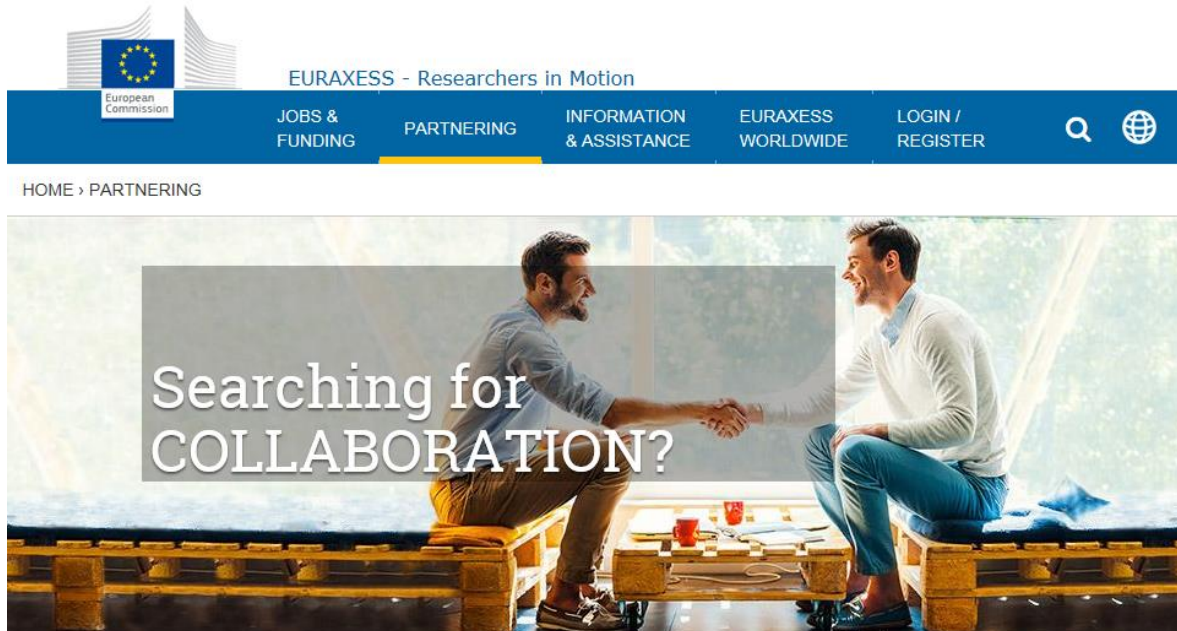 European
Commission
EURAXESS - Researchers in Motion
JOBS &
FUNDING
PARTNERING
INFORMATION
& ASSISTANCE
EURAXESS
WORLDWIDE
LOGIN /
REGISTER
HOME › PARTNERING
Searching for
COLLABORATION?